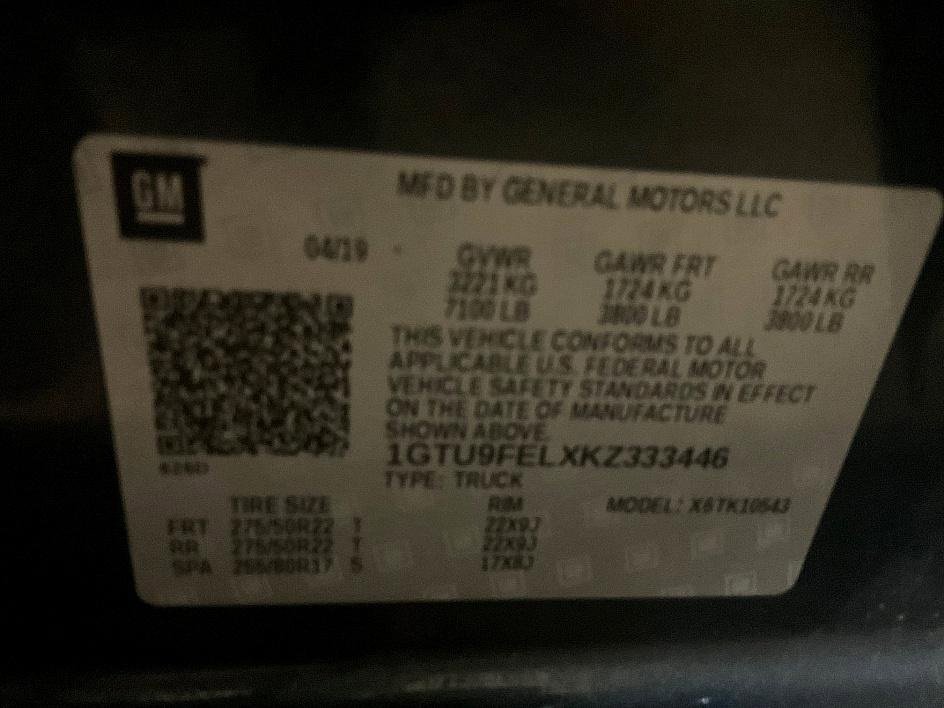 GM
MFD BY GENERAL MOTORS LLC
04/19
GVWR GAWR FRT GAWR RR
3221 KG 1724 KG 1724 KG
7100 LB 3800 LB 3800 LB
THIS VEHICLE CONFORMS TO ALL
APPLICABLE U.S. FEDERAL MOTOR
VEHICLE SAFETY STANDARDS IN EFFECT
ON THE DATE OF MANUFACTURE
SHOWN ABOVE.
1GTU9FELXKZ333446
TYPE: TRUCK
TIRE SIZE RIM MODEL: X6TK10543
FRT 275/50R22 T 22X9J
RR 275/50R22 T 22X9J
SPA 255/80R17 S 17X8J